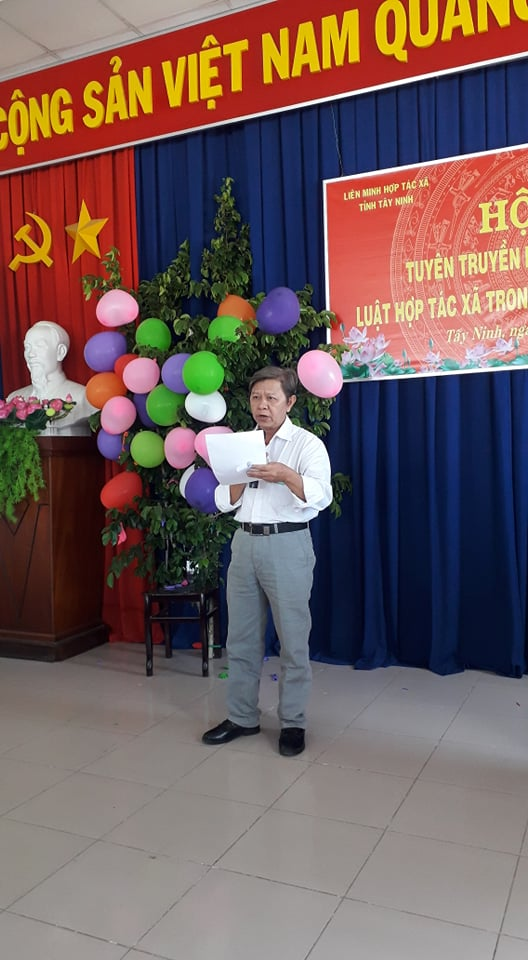 CỘNG SẢN VIỆT NAM QUANG
LIÊN MINH HỢP TÁC XÃ
TỈNH TÂY NINH
HỘ
TUYÊN TRUYỀN
LUẬT HỢP TÁC XÃ TRON
Tây Ninh, ng